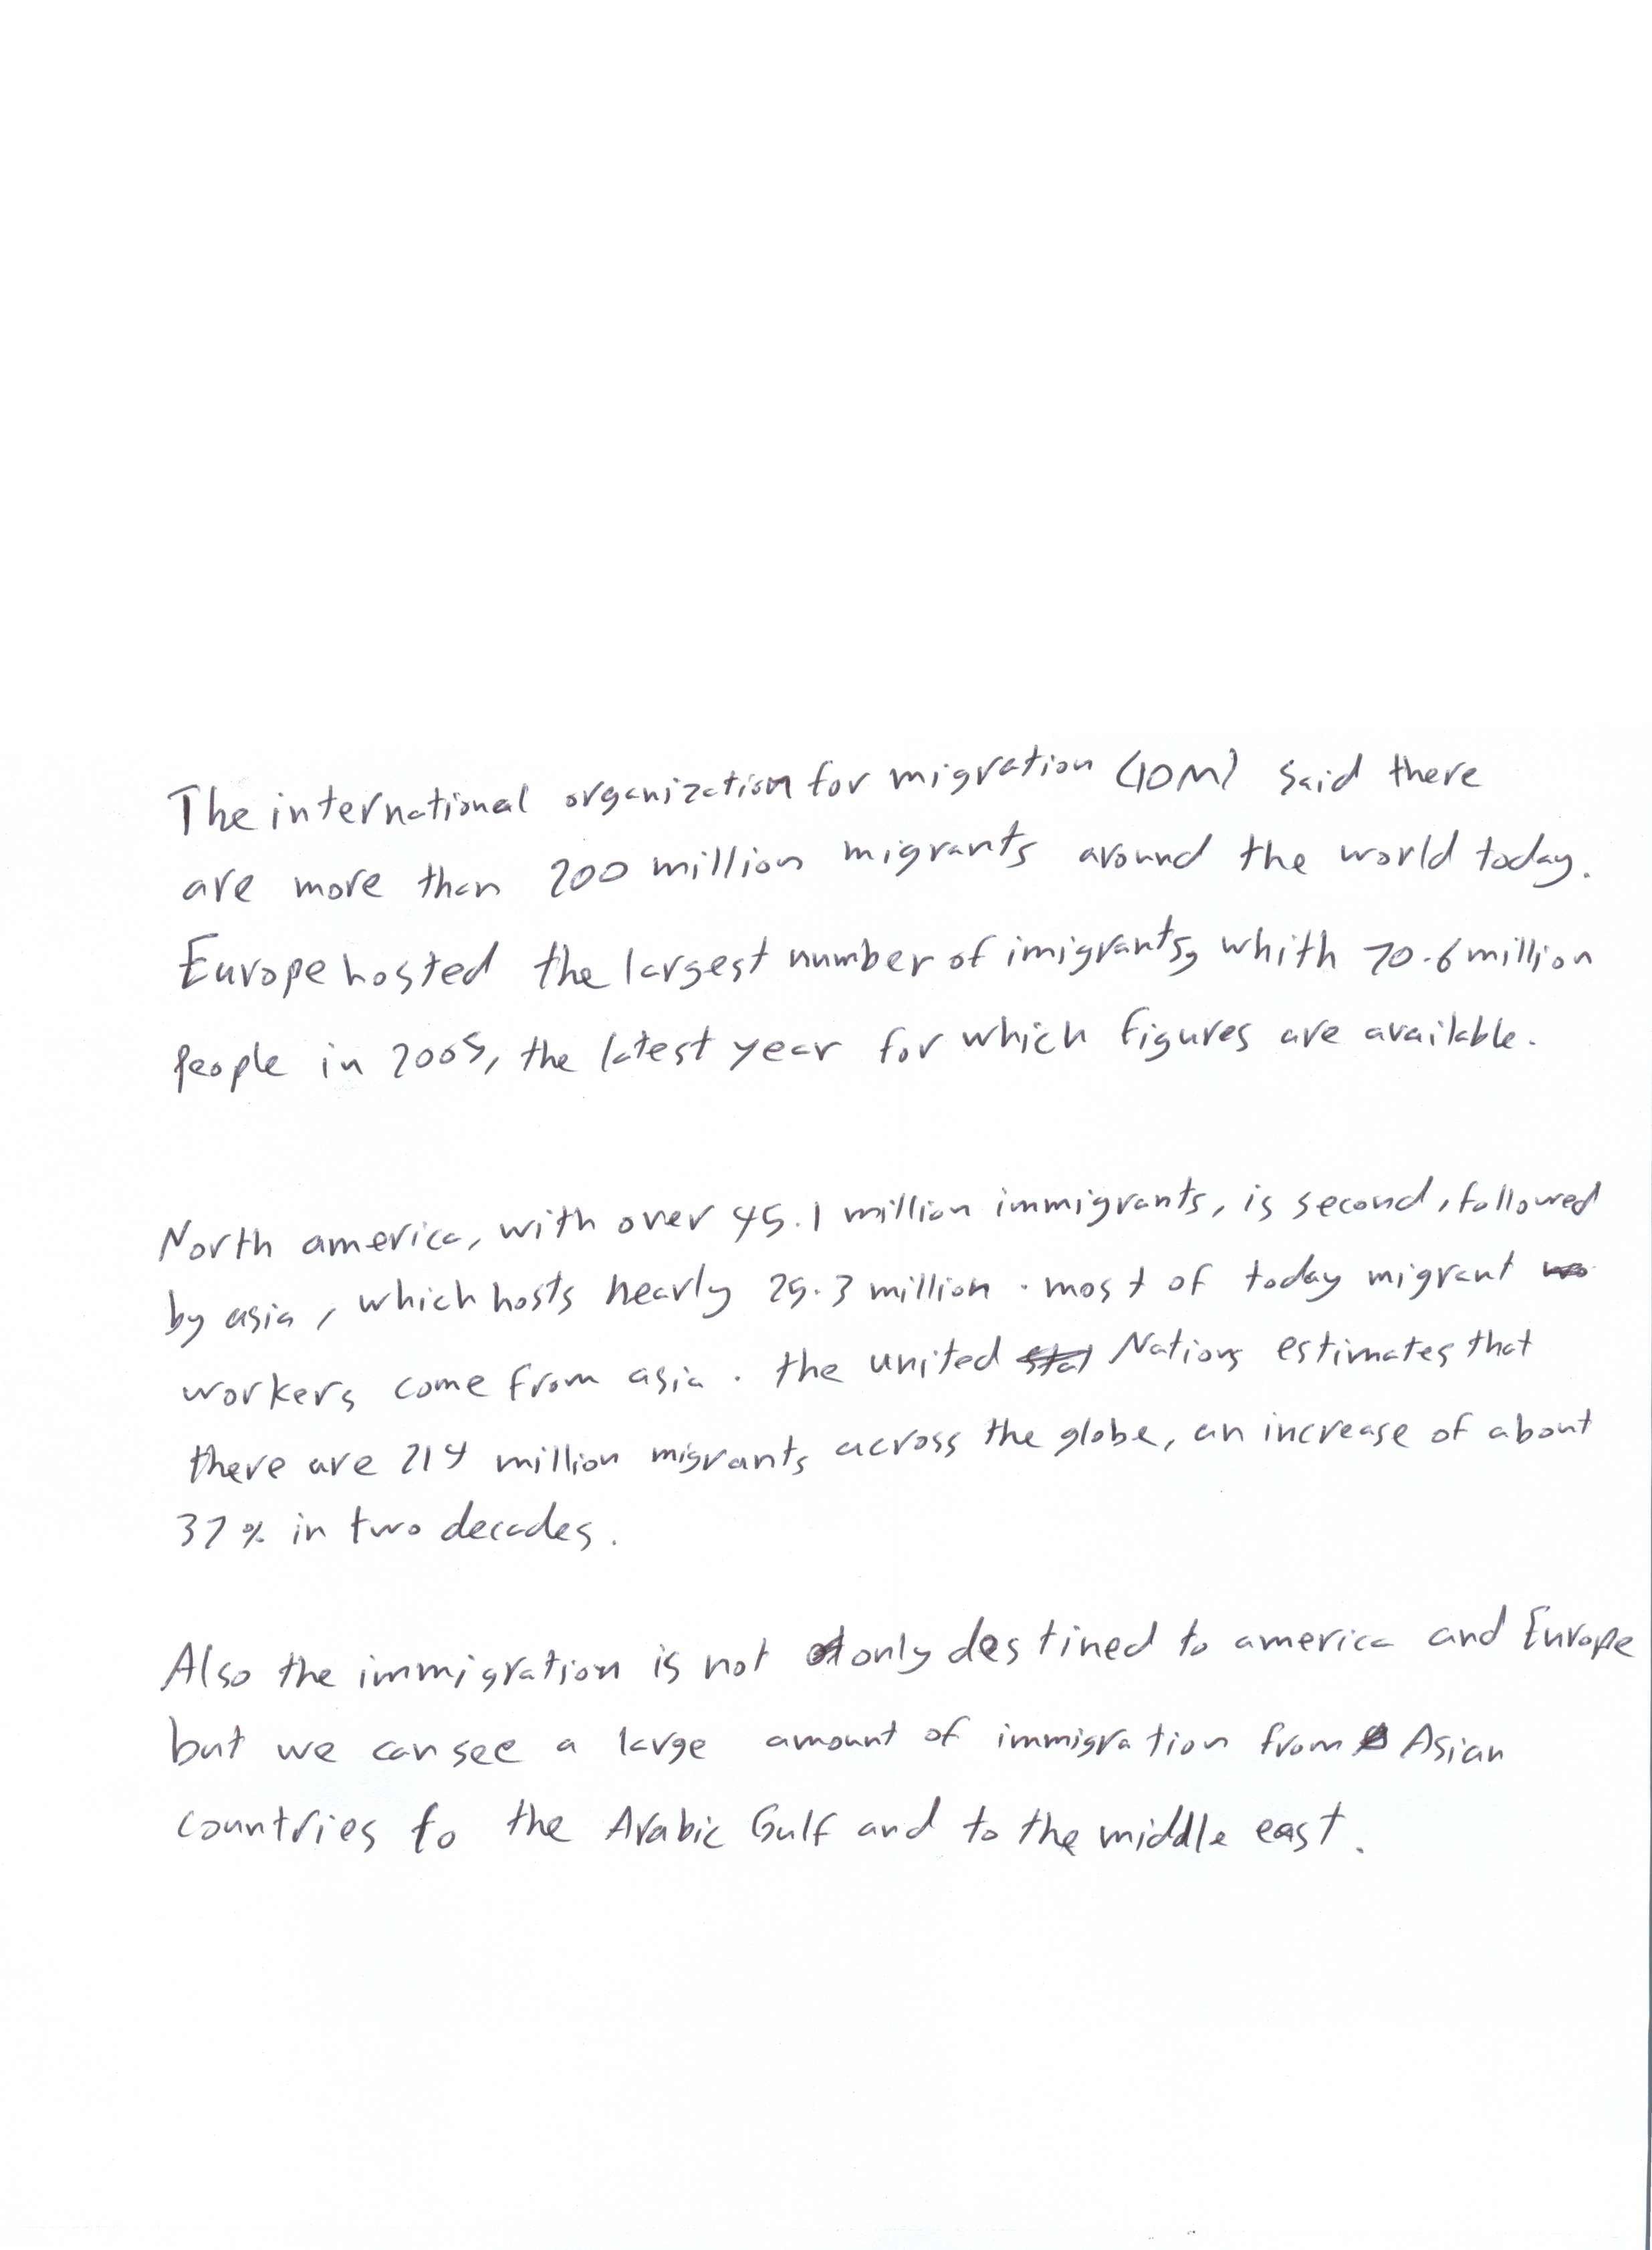 The international organization for migration (IOM) said there
are more than 200 million migrants around the world today.
Europe hosted the largest number of imigrants, whith 70.6 million
people in 2005, the latest year for which figures are available.
North america, with over 45.1 million immigrants, is second, followed
by asia, which hosts nearly 25.3 million. most of today migrant
workers come from asia. the united Nations estimates that
there are 214 million migrants across the globe, an increase of about
37% in two decades.
Also the immigration is not only destined to america and Europe
but we can see a large amount of immigration from Asian
countries to the Arabic Gulf and to the middle east.